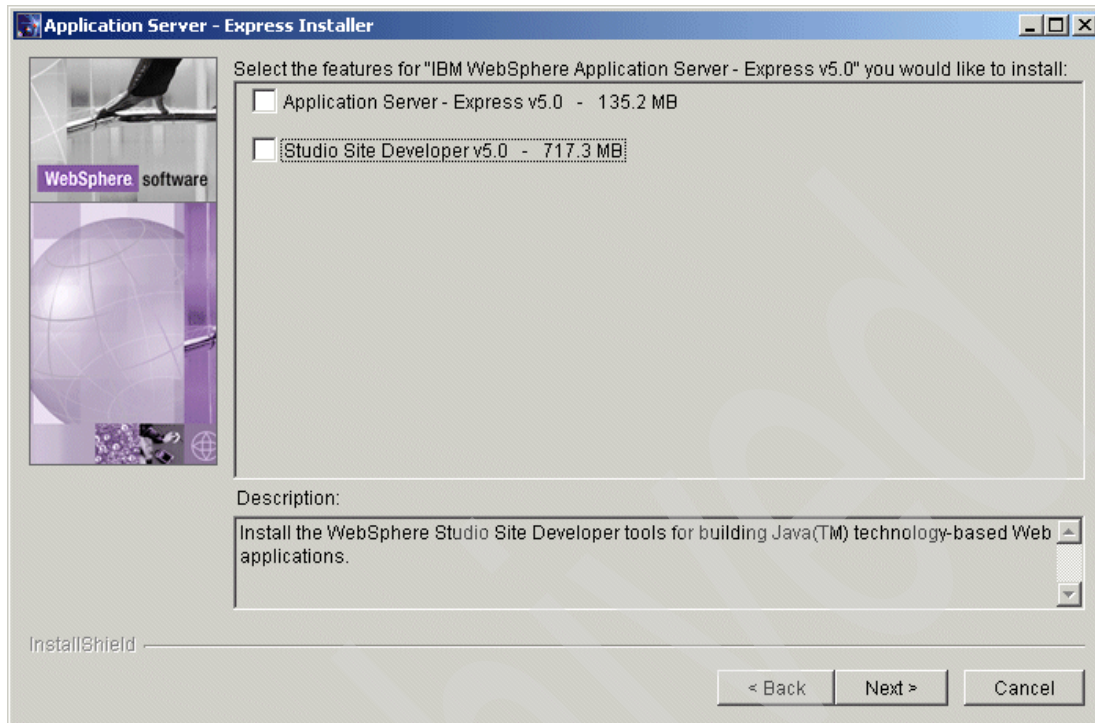 Application Server - Express Installer
Select the features for "IBM WebSphere Application Server - Express v5.0" you would like to install:
Application Server - Express v5.0 - 135.2 MB
Studio Site Developer v5.0 - 717.3 MB
WebSphere software
Description:
Install the WebSphere Studio Site Developer tools for building Java(TM) technology-based Web
applications.
InstallShield
< Back
Next >
Cancel